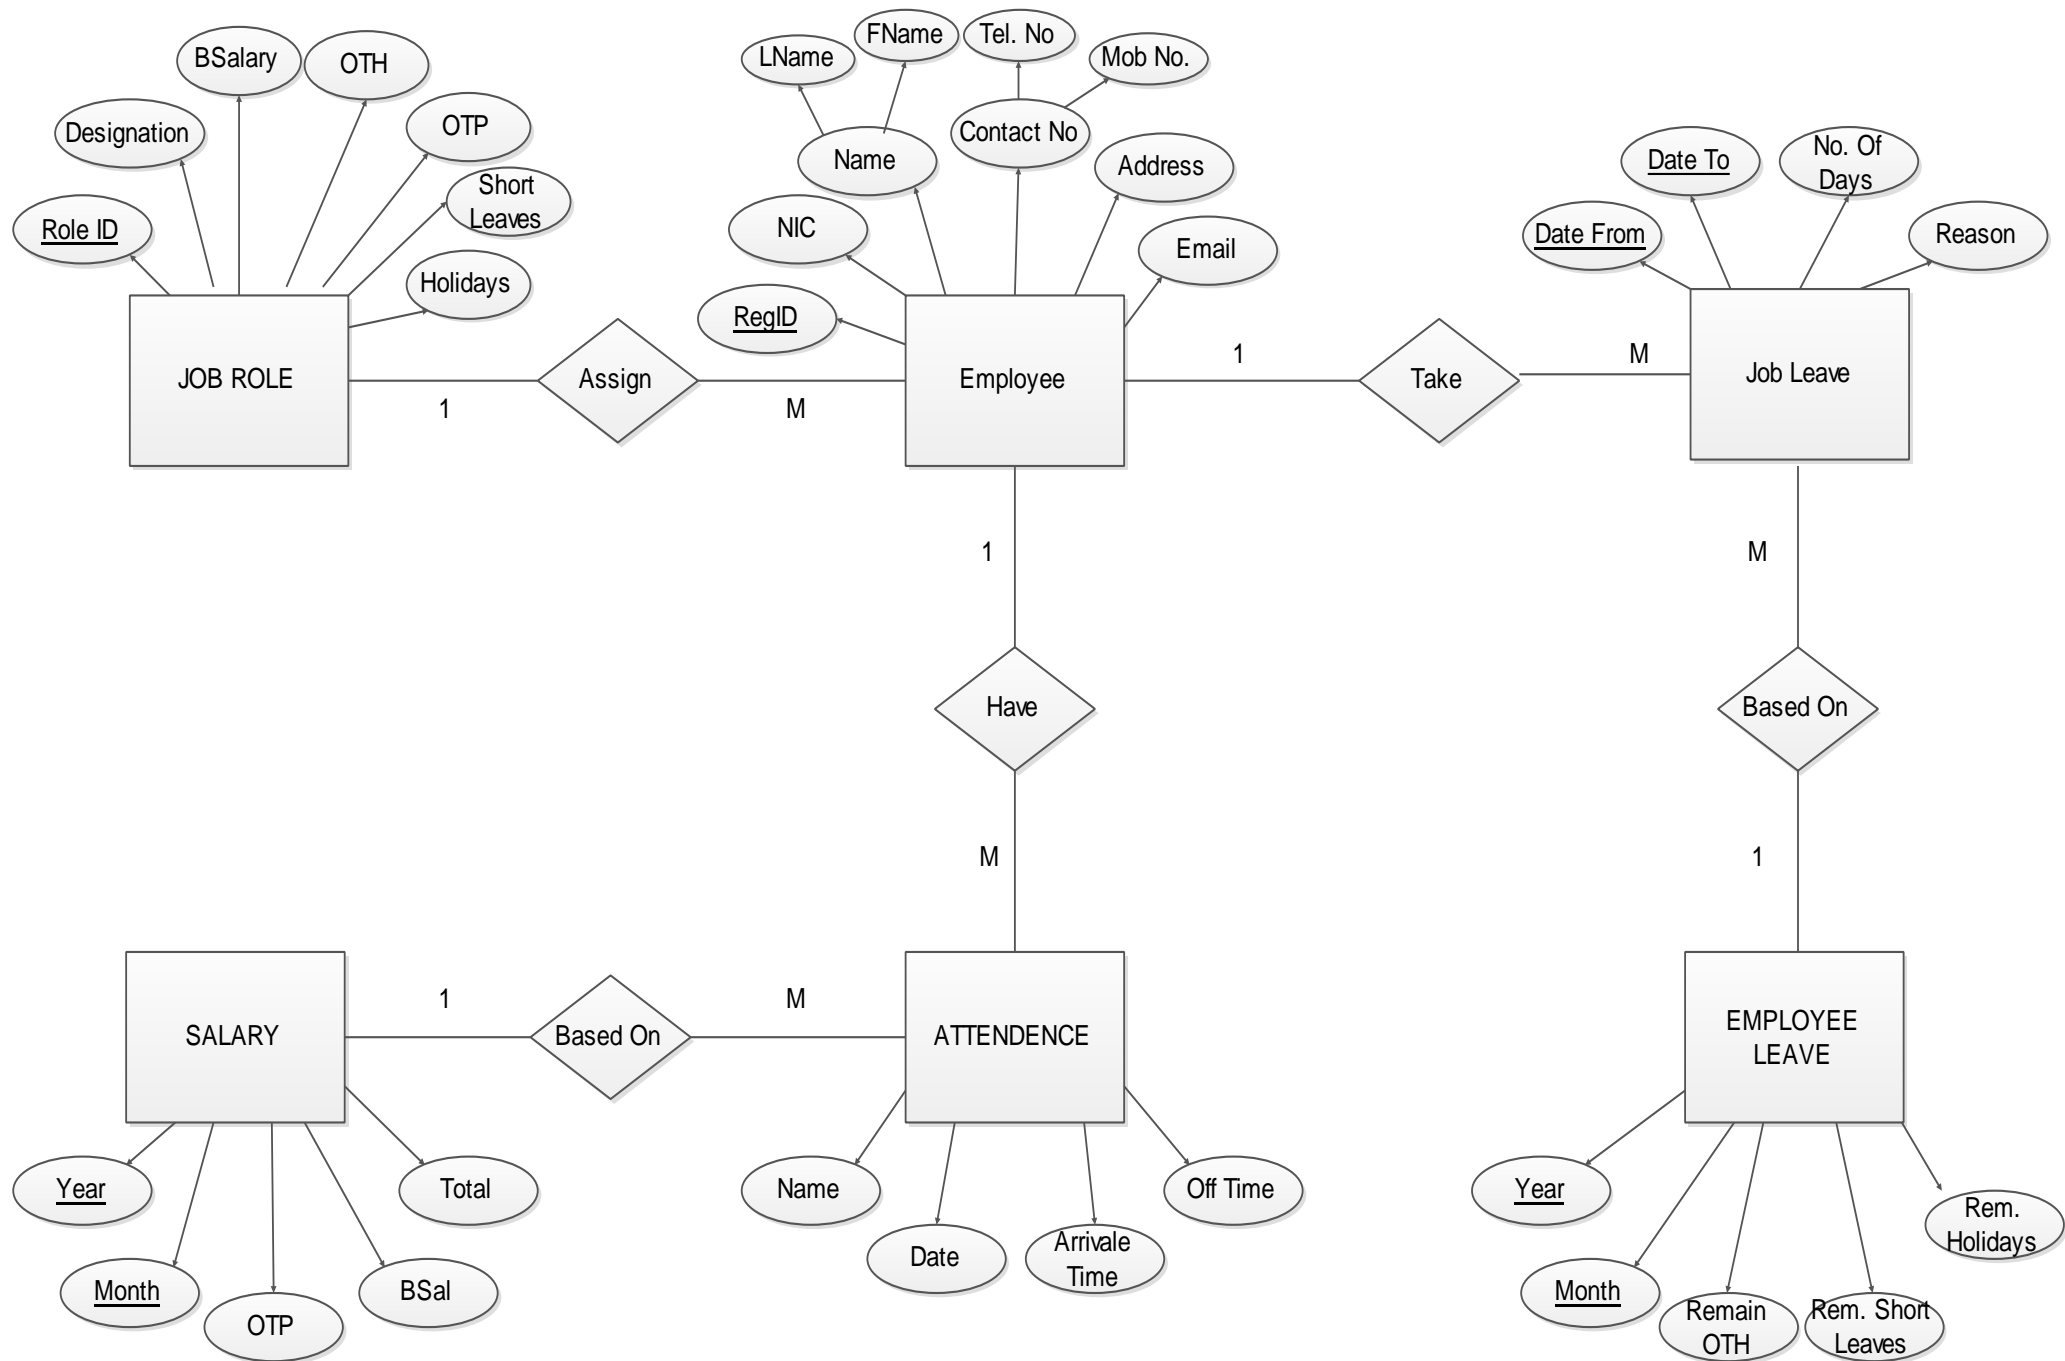 FName
Tel. No
LName
Mob No.
BSalary
OTH
Designation
OTP
Name
Contact No
Address
Date To
No. Of
Days
Role ID
Short
Leaves
NIC
Email
Date From
Reason
Holidays
RegID
JOB ROLE
Assign
Employee
Take
Job Leave
1
M
1
M
1
M
Have
Based On
M
1
SALARY
1
Based On
M
ATTENDENCE
EMPLOYEE
LEAVE
Year
Total
Name
Off Time
Year
Rem.
Holidays
Month
OTP
BSal
Date
Arrivale
Time
Month
Remain
OTH
Rem. Short
Leaves